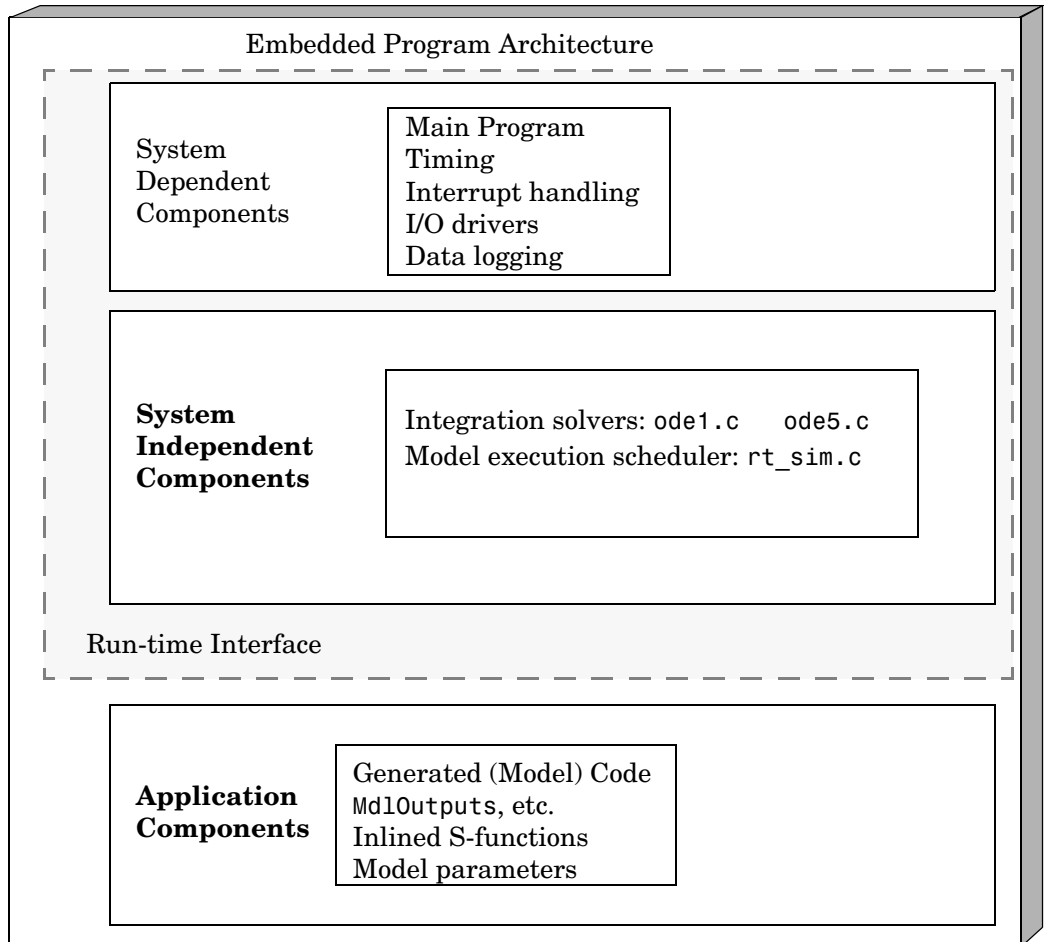 Embedded Program Architecture
System
Dependent
Components
Main Program
Timing
Interrupt handling
I/O drivers
Data logging
System
Independent
Components
Integration solvers: ode1.c ode5.c
Model execution scheduler: rt_sim.c
Run-time Interface
Application
Components
Generated (Model) Code
MdlOutputs, etc.
Inlined S-functions
Model parameters